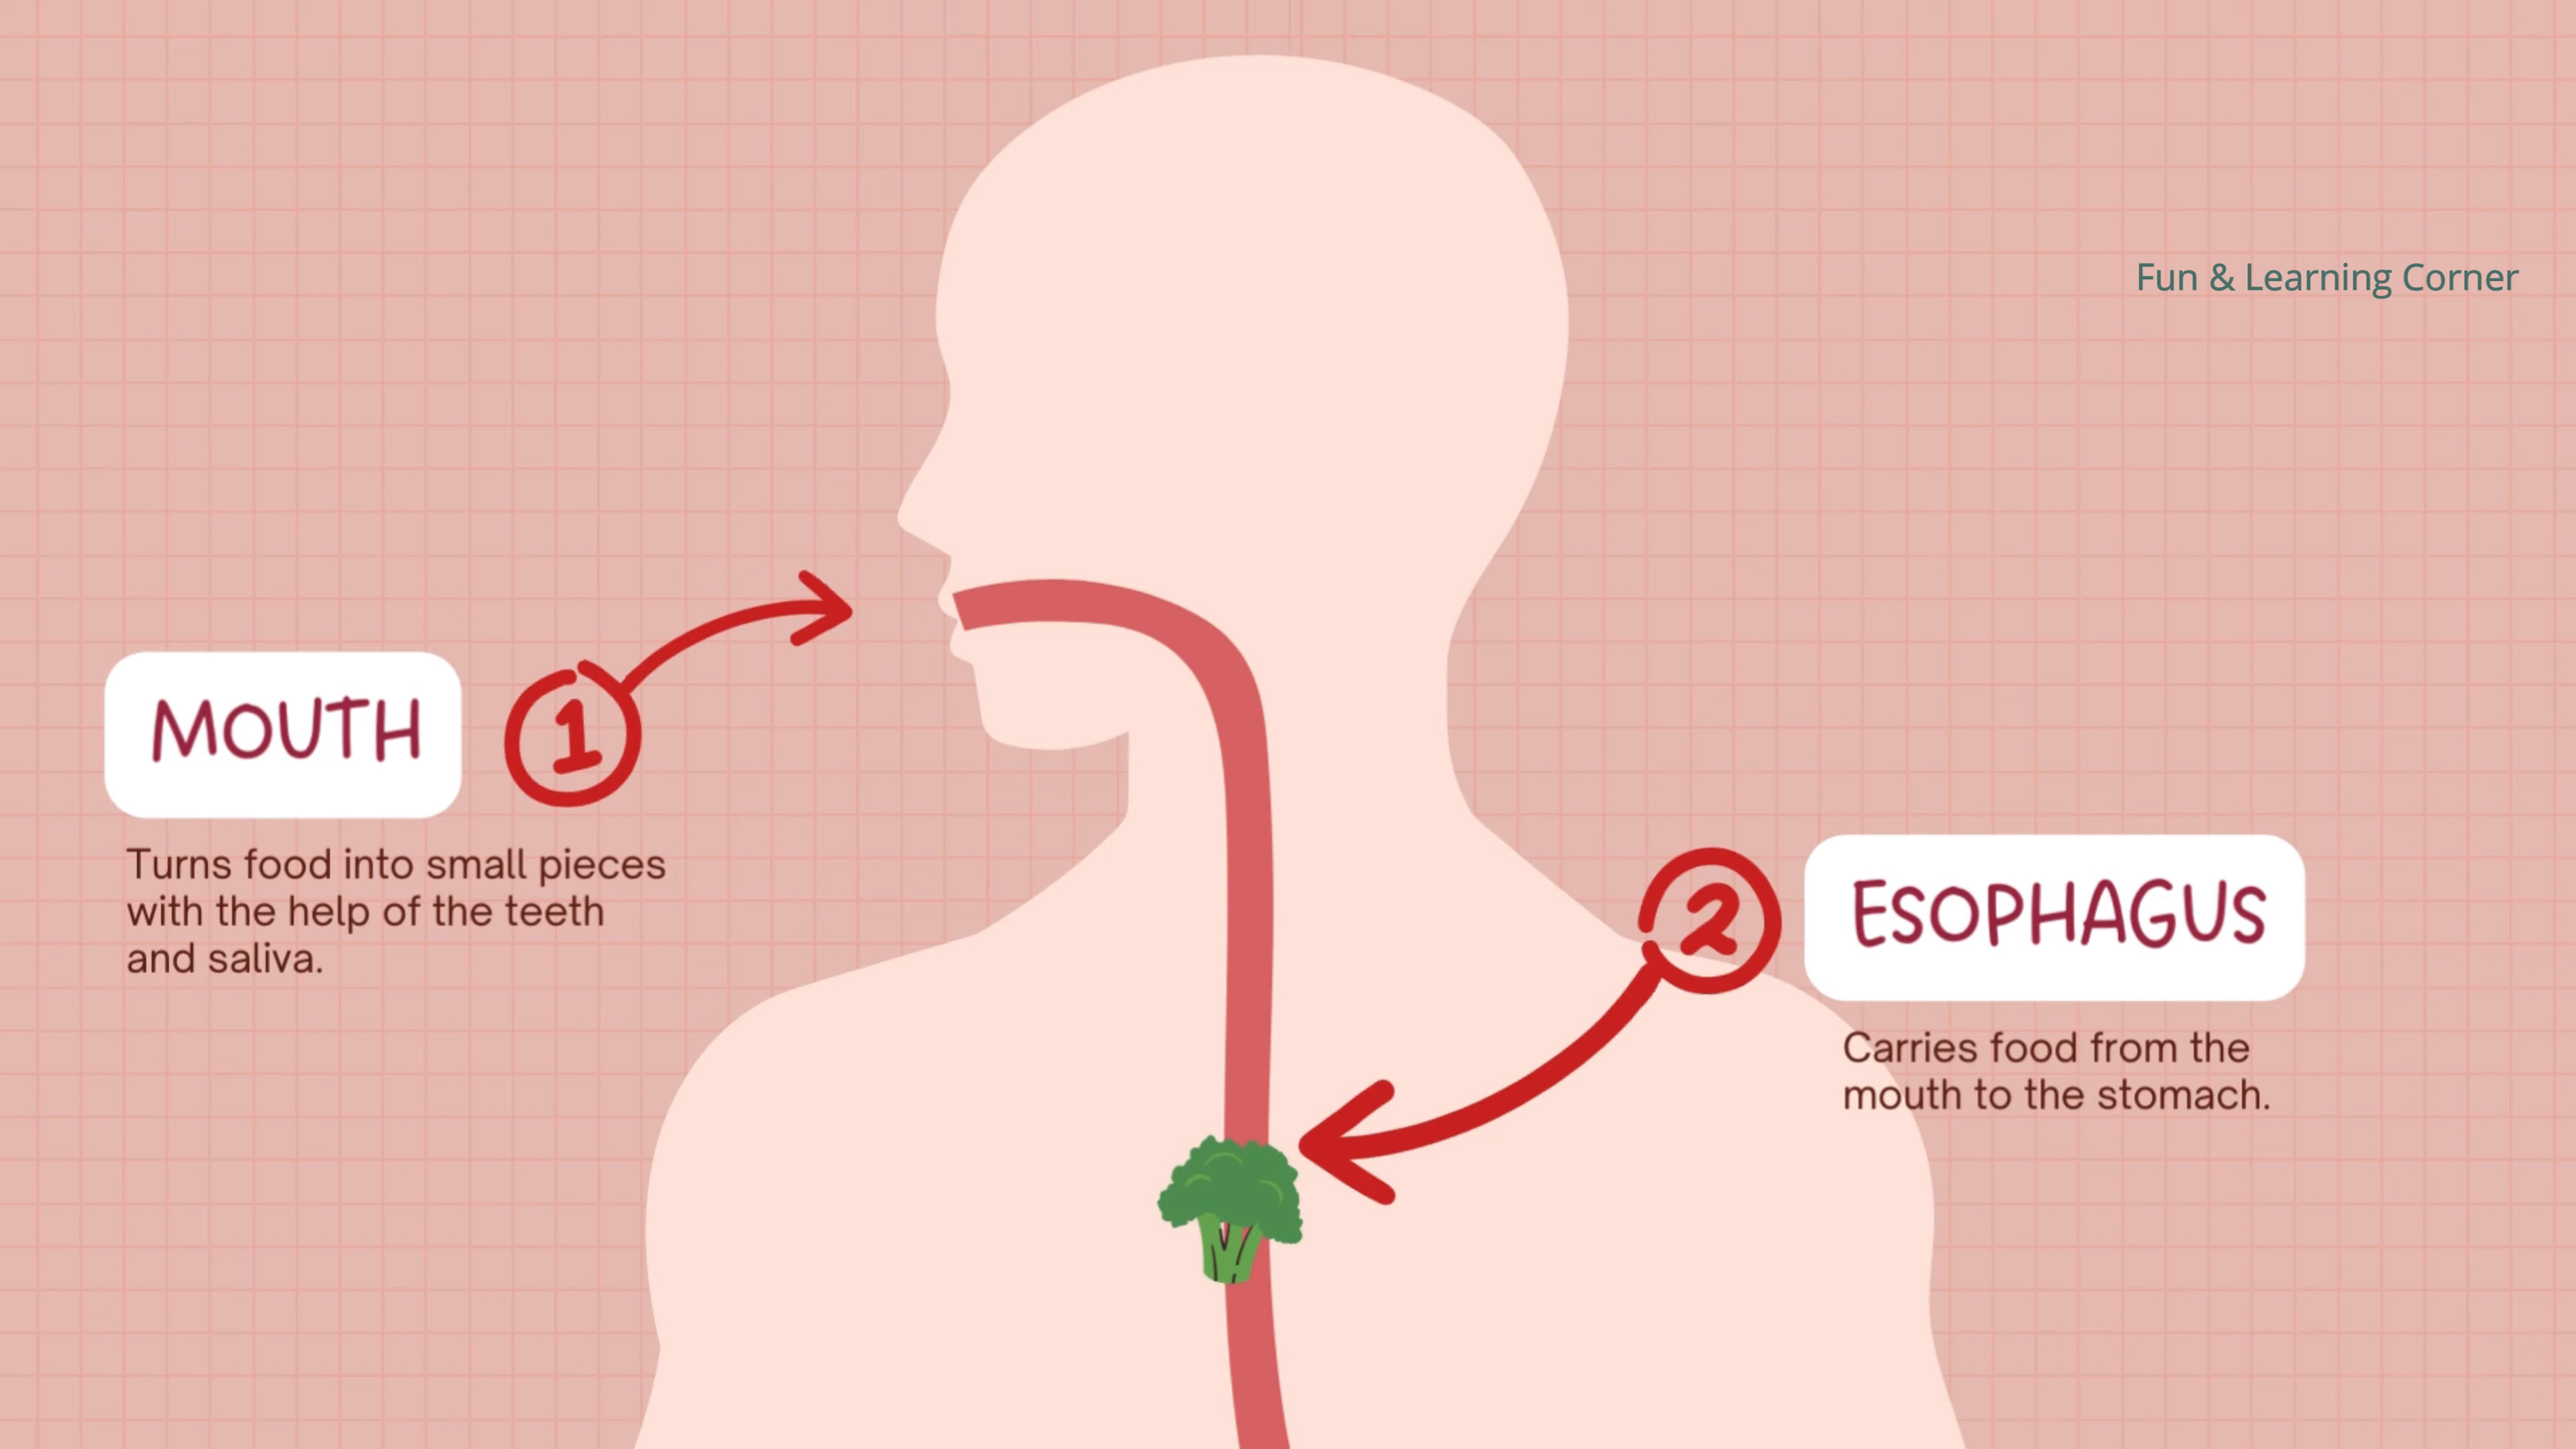 Fun & Learning Corner
MOUTH
1
Turns food into small pieces
with the help of the teeth
and saliva.
2
ESOPHAGUS
Carries food from the
mouth to the stomach.